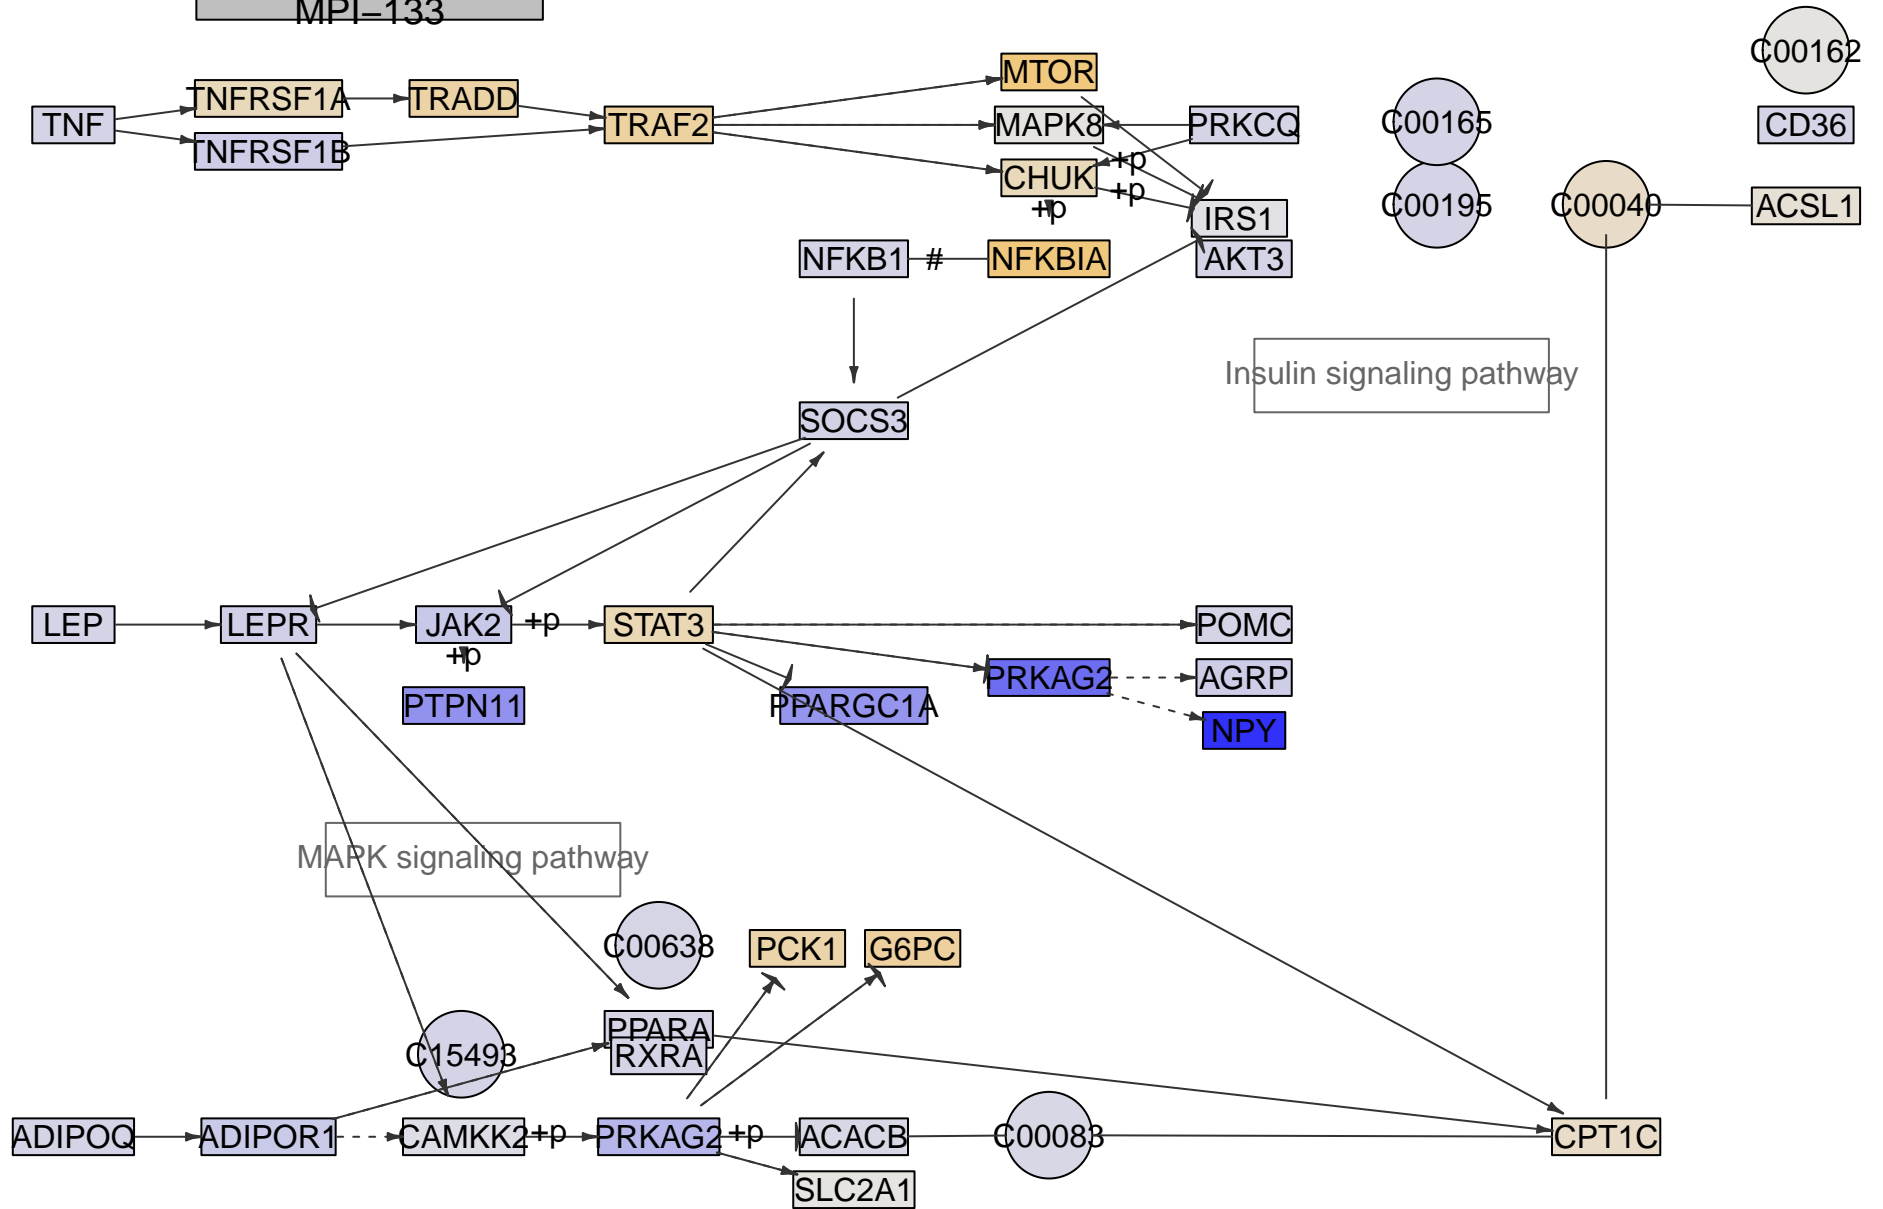 MPI–133
C00162
TNF
TNFRSF1A
TRADD
TNFRSF1B
TRAF2
MTOR
MAPK8
PRKCQ
C00165
CD36
+p
CHUK
+p
+p
IRS1
C00195
C00040
ACSL1
NFKB1
#
NFKBIA
AKT3
Insulin signaling pathway
SOCS3
LEP
LEPR
JAK2
+p
STAT3
POMC
+p
PRKAG2
AGRP
PTPN11
PPARGC1A
NPY
MAPK signaling pathway
C00638
PCK1
G6PC
C15493
PPARA
RXRA
ADIPOQ
ADIPOR1
CAMKK2
+p
PRKAG2
+p
ACACB
C00083
CPT1C
SLC2A1